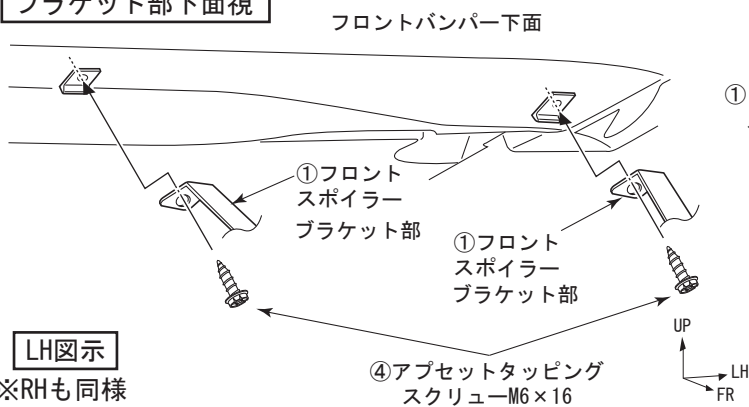 ブラケット部下面視
フロントバンパー下面
①
①フロント
スポイラー
ブラケット部
①フロント
スポイラー
ブラケット部
UP
LH
FR
LH図示
※RHも同様
④アプセットタッピング
スクリューM6×16